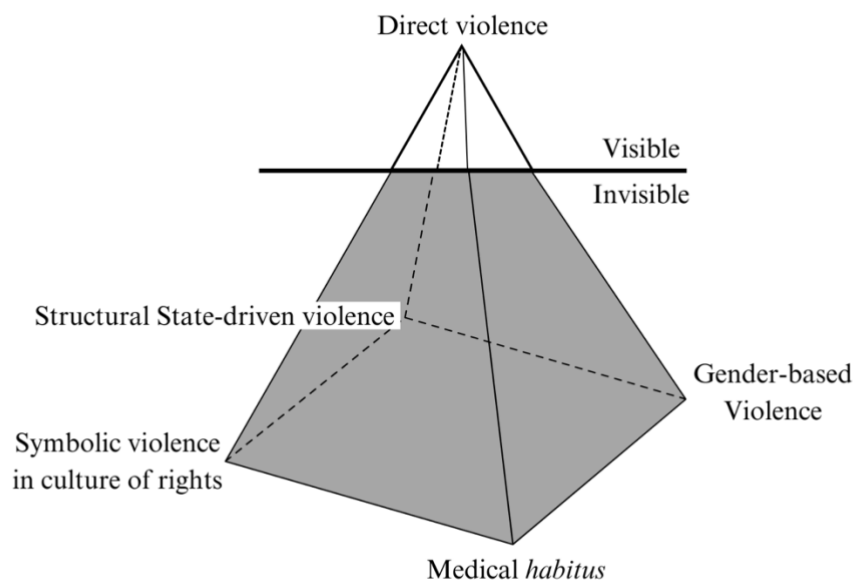 Direct violence
Visible
Invisible
Structural State-driven violence
Gender-based
Violence
Symbolic violence
in culture of rights
Medical habitus